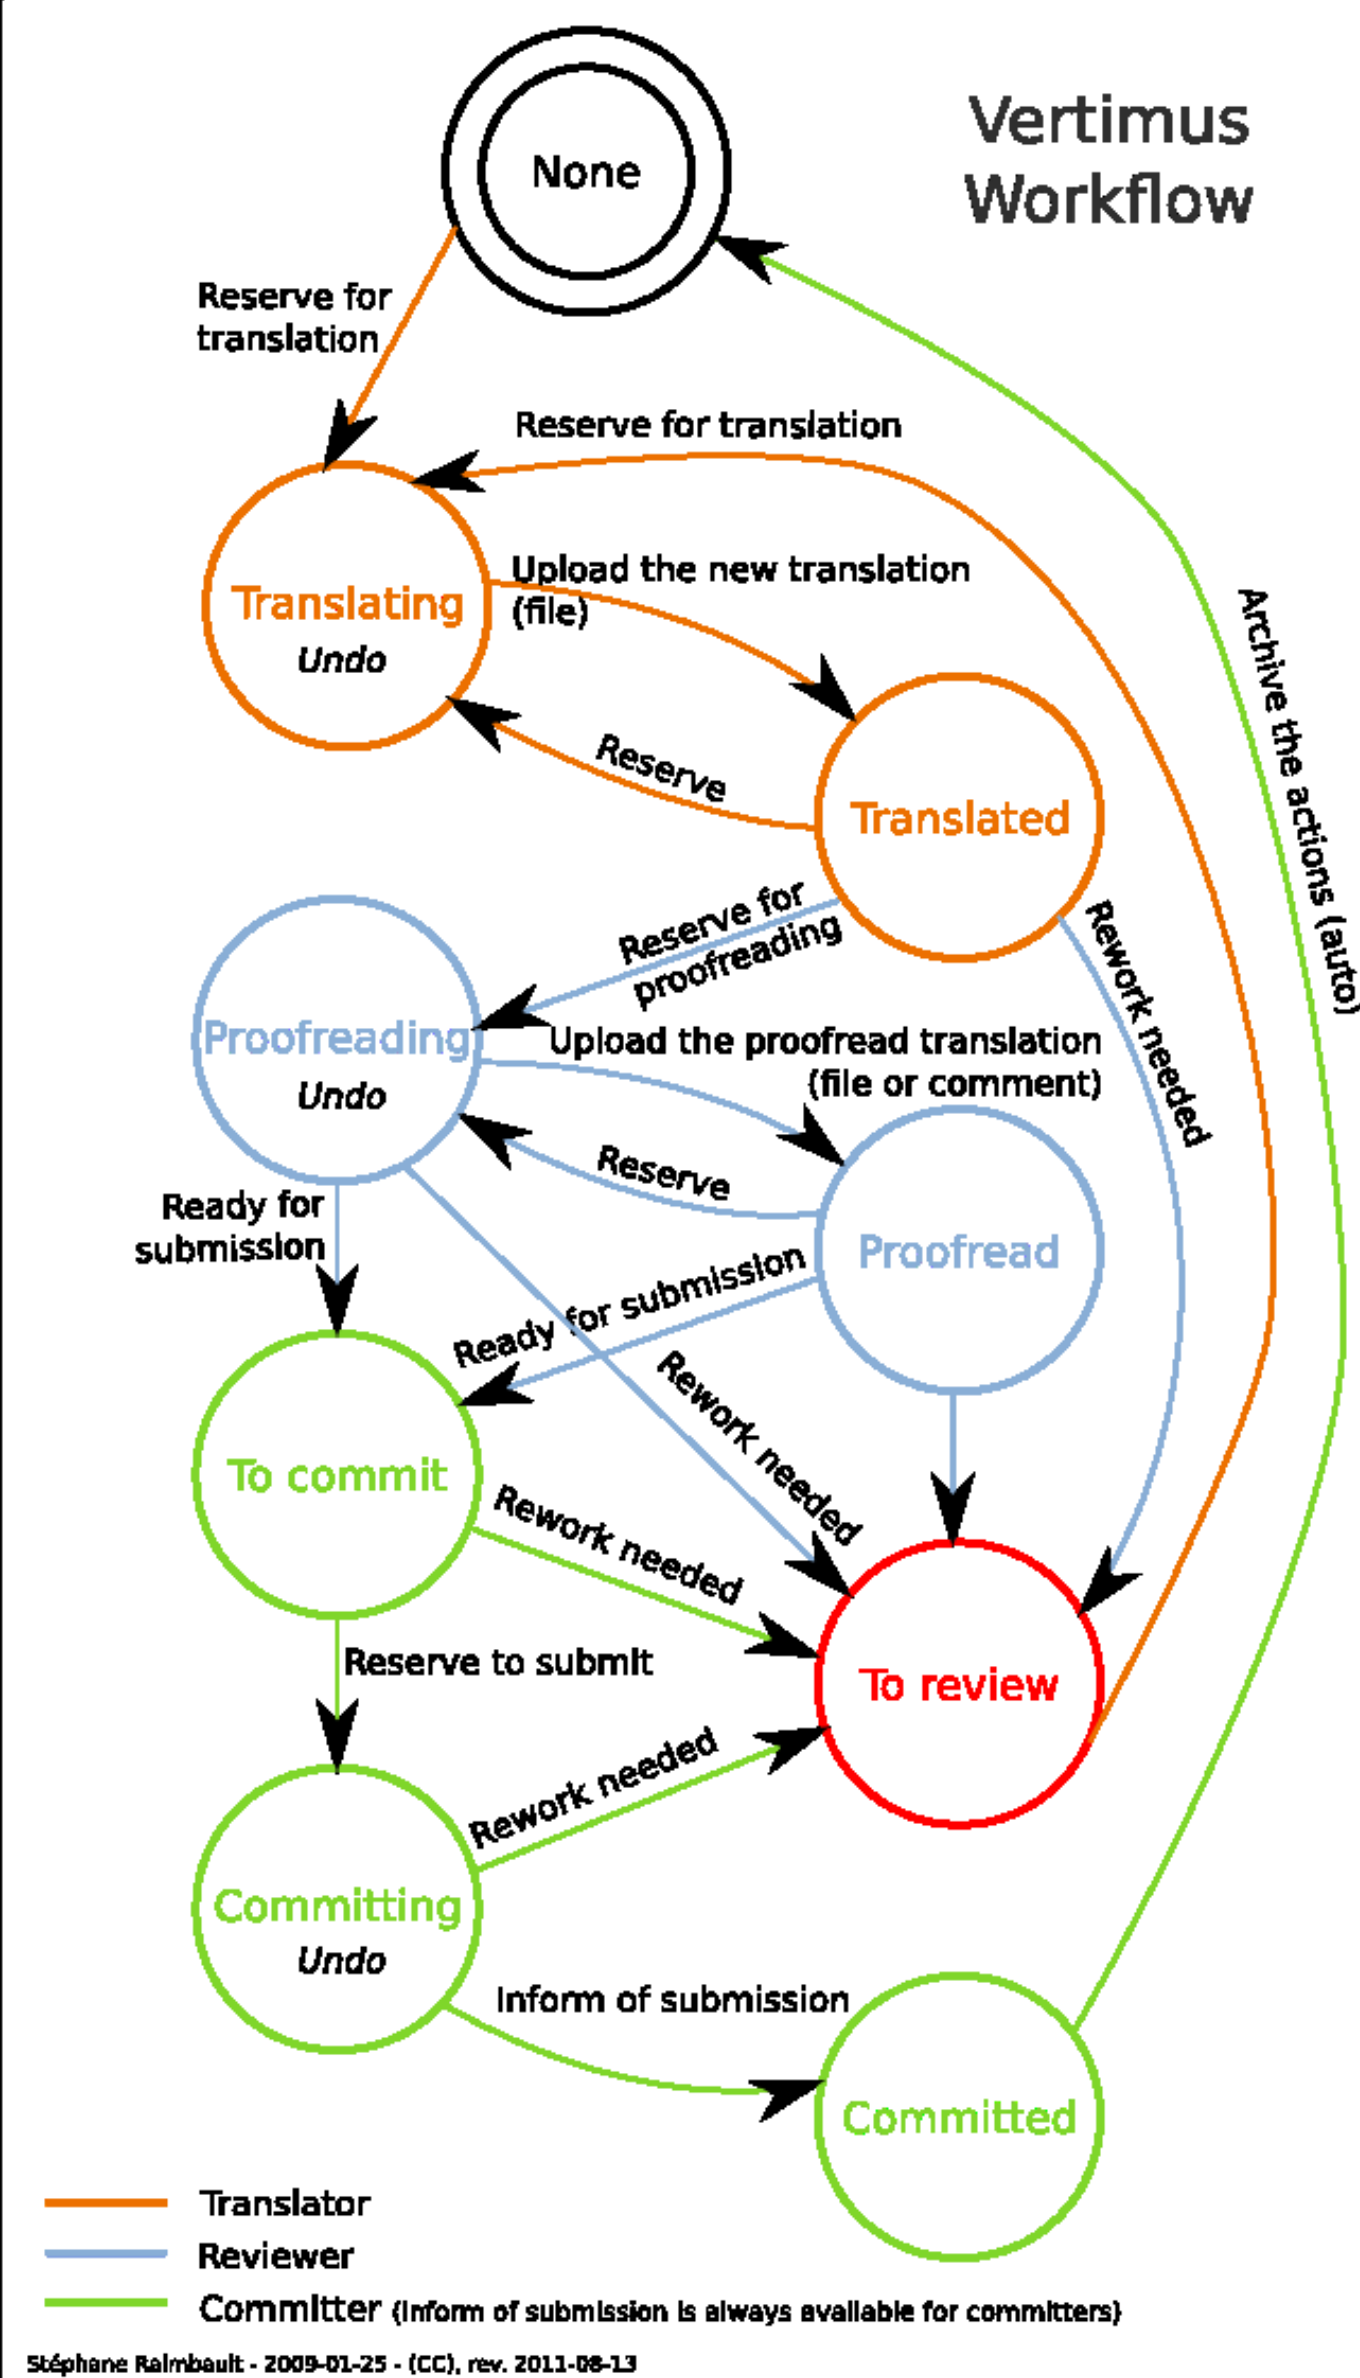 Vertimus
Workflow
None
Reserve for
translation
Reserve for translation
Upload the new translation
(file)
Translating
Undo
Reserve
Translated
Archive the actions (auto)
Reserve for
proofreading
Rework needed
Proofreading
Undo
Upload the proofread translation
(file or comment)
Reserve
Proofread
Ready for
submission
Ready for submission
Rework needed
To commit
Rework needed
Reserve to submit
To review
Rework needed
Committing
Undo
Inform of submission
Committed
Translator
Reviewer
Committer (Inform of submission is always available for committers)
Stéphane Raimbault - 2009-01-25 - (CC), rev. 2011-08-13